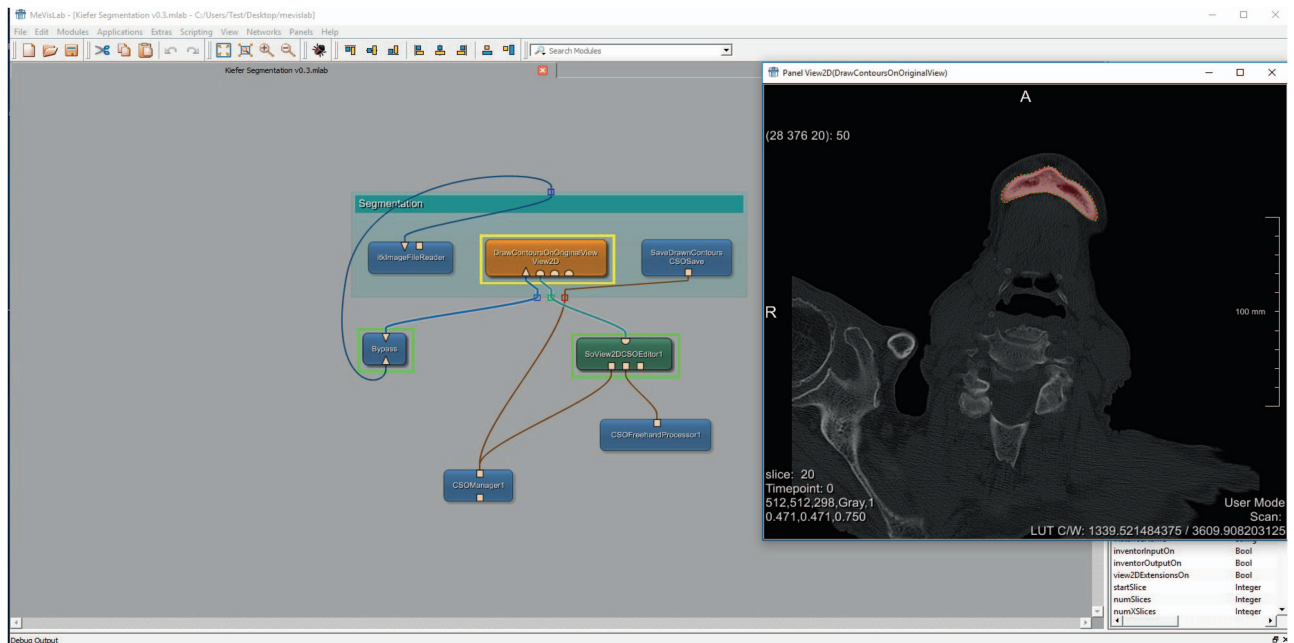 MeVisLab - [Kiefer Segmentation v0.3.mlab - C:/Users/Test/Desktop/mevislab]
File Edit Modules Applications Extras Scripting View Networks Panels Help
Search Modules
Kiefer Segmentation v0.3.mlab
Segmentation
itkImageFileReader
DrawContoursOnOriginalView
View2D
SaveDrawnContours
CSOSave
Bypass
SoView2DCSOEditor1
CSOFreehandProcessor1
CSOManager1
Panel View2D(DrawContoursOnOriginalView)
A
(28 376 20): 50
R
100 mm
slice: 20
Timepoint: 0
512,512,298,Gray,1
0.471,0.471,0.750
User Mode
Scan:
LUT C/W: 1339.521484375 / 3609.908203125
inventorInputOn Bool
inventorOutputOn Bool
view2DExtensionsOn Bool
startSlice Integer
numSlices Integer
numXSlices Integer
Debug Output